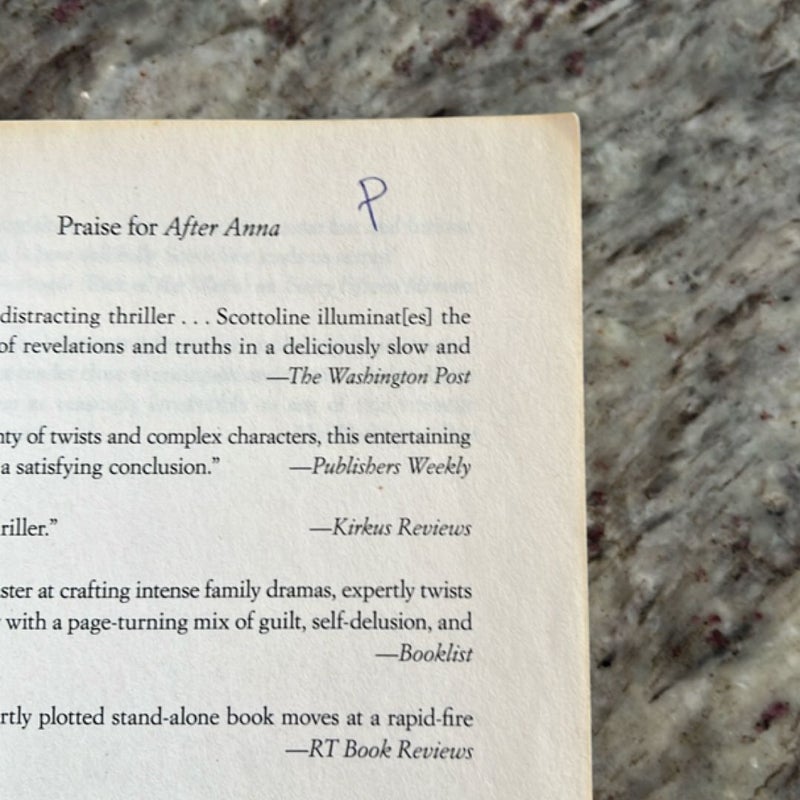 P
Praise for After Anna
distracting thriller . . . Scottoline illuminat[es] the
of revelations and truths in a deliciously slow and
—The Washington Post
nty of twists and complex characters, this entertaining
a satisfying conclusion.” —Publishers Weekly
riller.” —Kirkus Reviews
ster at crafting intense family dramas, expertly twists
with a page-turning mix of guilt, self-delusion, and
—Booklist
rtly plotted stand-alone book moves at a rapid-fire
—RT Book Reviews